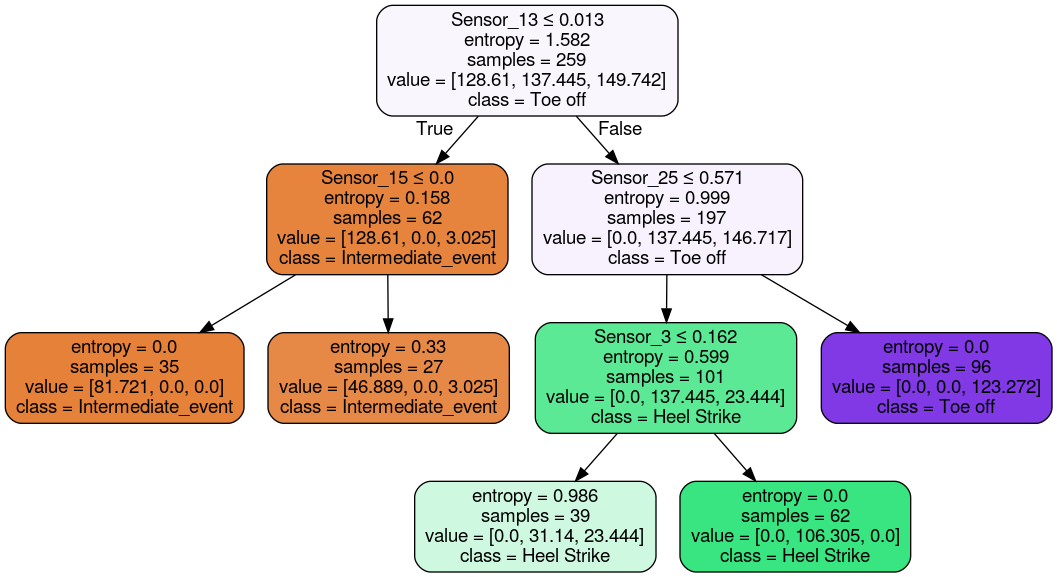 Sensor_13 ≤ 0.013
entropy = 1.582
samples = 259
value = [128.61, 137.445, 149.742]
class = Toe off
True
False
Sensor_15 ≤ 0.0
entropy = 0.158
samples = 62
value = [128.61, 0.0, 3.025]
class = Intermediate_event
Sensor_25 ≤ 0.571
entropy = 0.999
samples = 197
value = [0.0, 137.445, 146.717]
class = Toe off
entropy = 0.0
samples = 35
value = [81.721, 0.0, 0.0]
class = Intermediate_event
entropy = 0.33
samples = 27
value = [46.889, 0.0, 3.025]
class = Intermediate_event
Sensor_3 ≤ 0.162
entropy = 0.599
samples = 101
value = [0.0, 137.445, 23.444]
class = Heel Strike
entropy = 0.0
samples = 96
value = [0.0, 0.0, 123.272]
class = Toe off
entropy = 0.986
samples = 39
value = [0.0, 31.14, 23.444]
class = Heel Strike
entropy = 0.0
samples = 62
value = [0.0, 106.305, 0.0]
class = Heel Strike